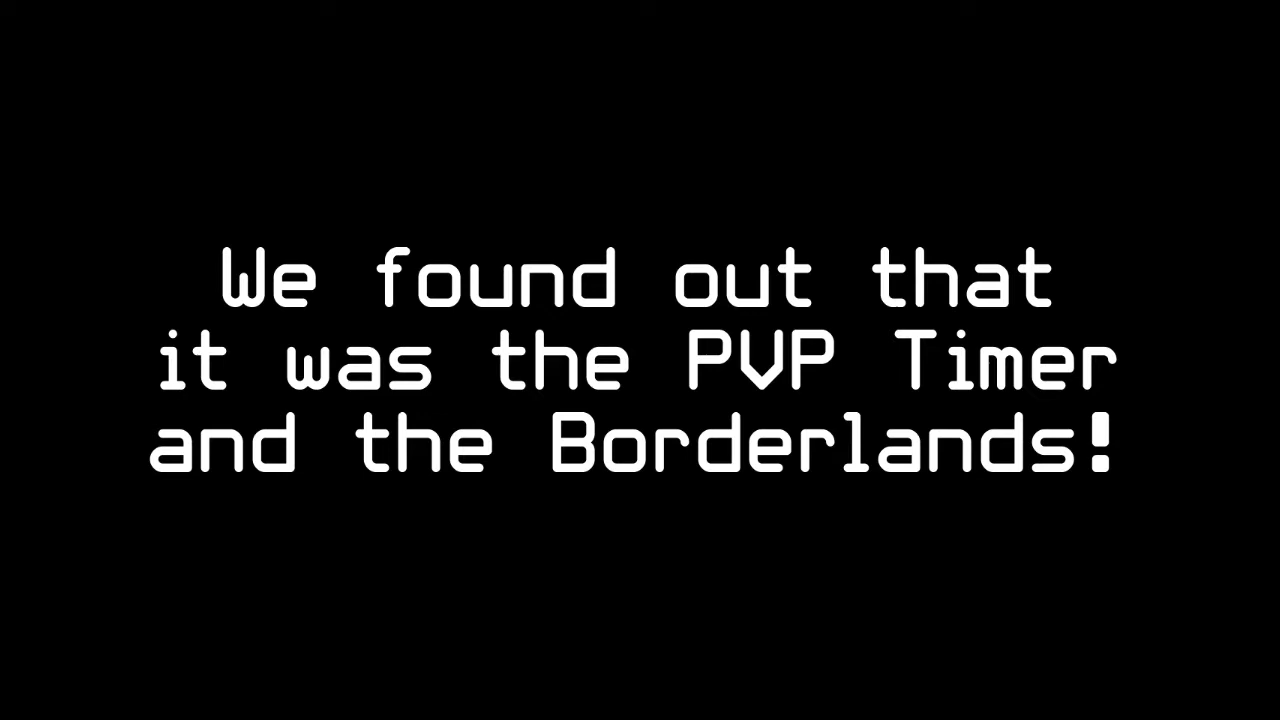 We found out that
it was the PVP Timer
and the Borderlands!